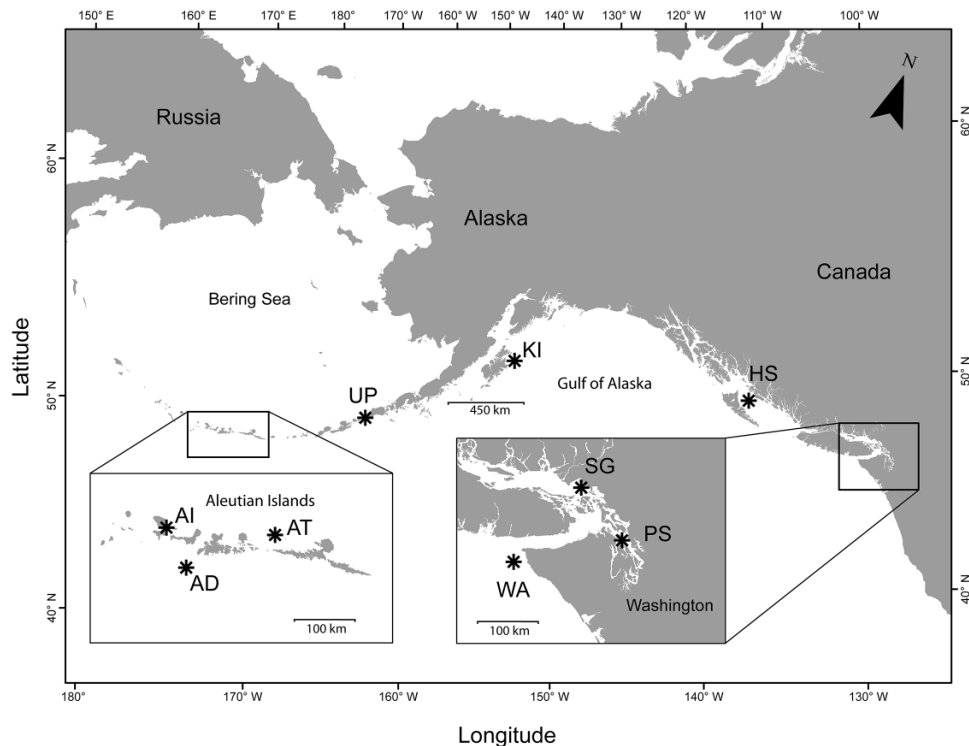 150° E 160° E 170° E 180° 170° W 160° W 150° W 140° W 130° W 120° W 110° W 100° W
N
Russia
60° N
60° N
Alaska
Canada
Bering Sea
Latitude
KI
Gulf of Alaska
HS
50° N
50° N
UP
450 km
SG
Aleutian Islands
AI
AT
PS
AD
WA
Washington
40° N
40° N
100 km
100 km
180° 170° W 160° W 150° W 140° W 130° W
Longitude